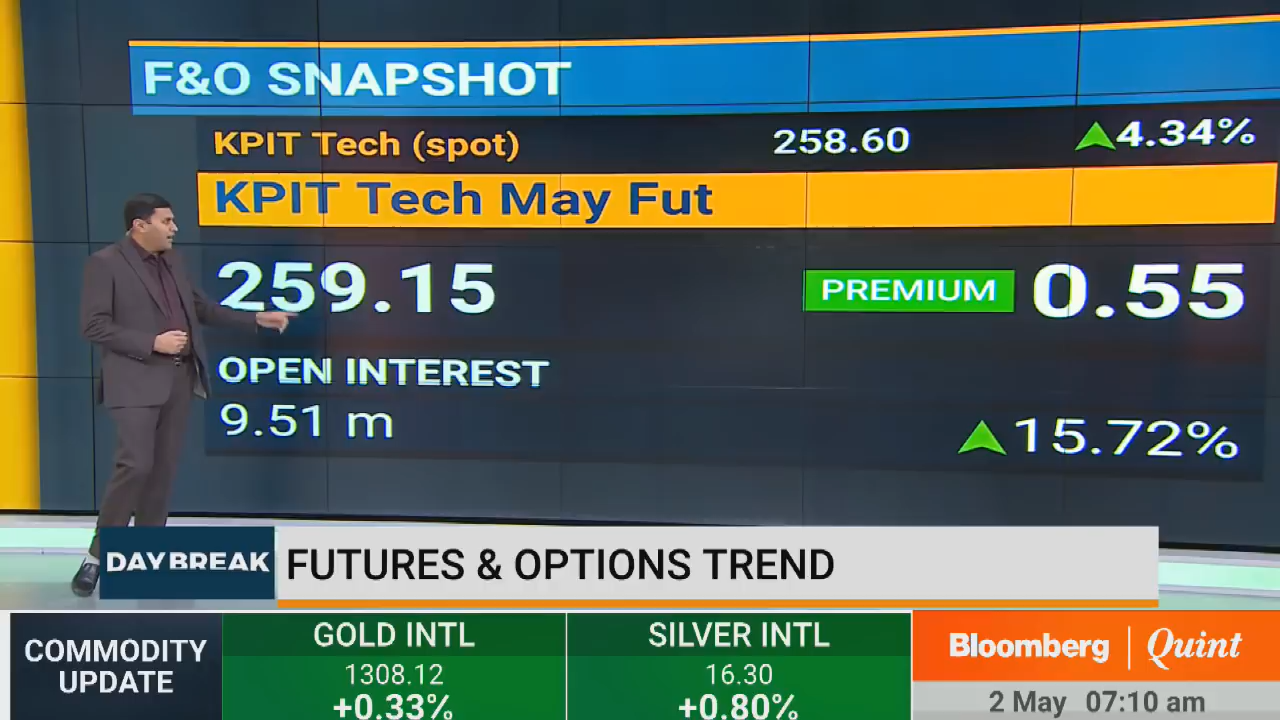 F&O SNAPSHOT
KPIT Tech (spot) 258.60 ▲4.34%
KPIT Tech May Fut
259.15 PREMIUM 0.55
OPEN INTEREST
9.51 m ▲15.72%
DAYBREAK FUTURES & OPTIONS TREND
COMMODITY UPDATE
GOLD INTL
1308.12
+0.33%
SILVER INTL
16.30
+0.80%
Bloomberg | Quint
2 May 07:10 am